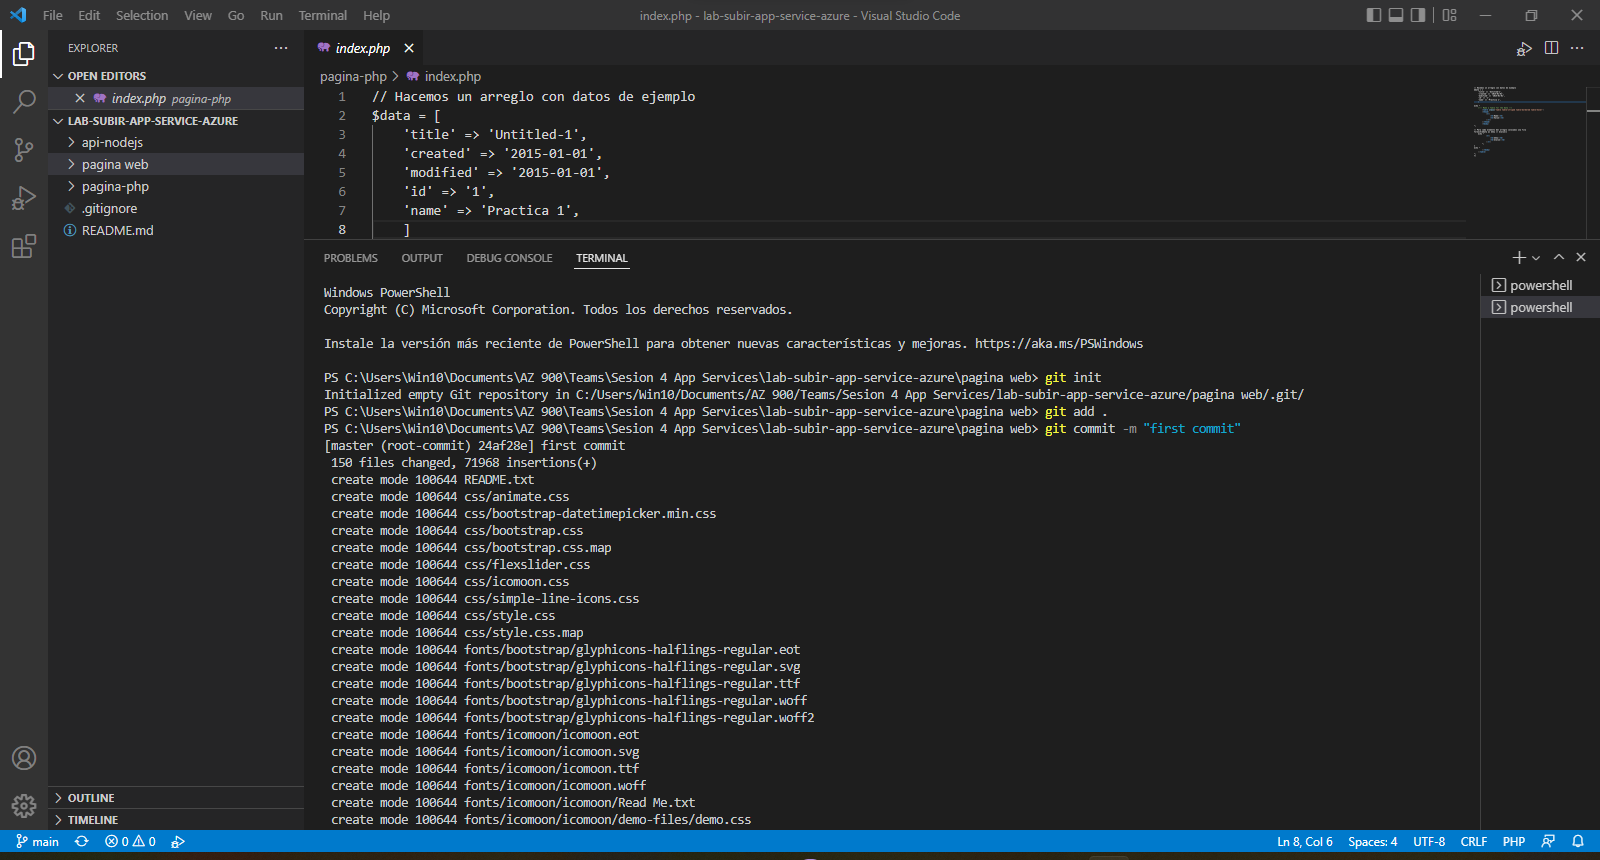 File Edit Selection View Go Run Terminal Help
index.php - lab-subir-app-service-azure - Visual Studio Code
EXPLORER
OPEN EDITORS
index.php pagina-php
LAB-SUBIR-APP-SERVICE-AZURE
api-nodejs
pagina web
pagina-php
.gitignore
README.md
OUTLINE
TIMELINE
index.php
pagina-php > index.php
1 // Hacemos un arreglo con datos de ejemplo
2 $data = [
3 'title' => 'Untitled-1',
4 'created' => '2015-01-01',
5 'modified' => '2015-01-01',
6 'id' => '1',
7 'name' => 'Practica 1',
8 ]
PROBLEMS OUTPUT DEBUG CONSOLE TERMINAL
powershell
powershell
Windows PowerShell
Copyright (C) Microsoft Corporation. Todos los derechos reservados.
Instale la versión más reciente de PowerShell para obtener nuevas características y mejoras. https://aka.ms/PSWindows
PS C:\Users\Win10\Documents\AZ 900\Teams\Sesion 4 App Services\lab-subir-app-service-azure\pagina web> git init
Initialized empty Git repository in C:/Users/Win10/Documents/AZ 900/Teams/Sesion 4 App Services/lab-subir-app-service-azure/pagina web/.git/
PS C:\Users\Win10\Documents\AZ 900\Teams\Sesion 4 App Services\lab-subir-app-service-azure\pagina web> git add .
PS C:\Users\Win10\Documents\AZ 900\Teams\Sesion 4 App Services\lab-subir-app-service-azure\pagina web> git commit -m "first commit"
[master (root-commit) 24af28e] first commit
150 files changed, 71968 insertions(+)
create mode 100644 README.txt
create mode 100644 css/animate.css
create mode 100644 css/bootstrap-datetimepicker.min.css
create mode 100644 css/bootstrap.css
create mode 100644 css/bootstrap.css.map
create mode 100644 css/flexslider.css
create mode 100644 css/icomoon.css
create mode 100644 css/simple-line-icons.css
create mode 100644 css/style.css
create mode 100644 css/style.css.map
create mode 100644 fonts/bootstrap/glyphicons-halflings-regular.eot
create mode 100644 fonts/bootstrap/glyphicons-halflings-regular.svg
create mode 100644 fonts/bootstrap/glyphicons-halflings-regular.ttf
create mode 100644 fonts/bootstrap/glyphicons-halflings-regular.woff
create mode 100644 fonts/bootstrap/glyphicons-halflings-regular.woff2
create mode 100644 fonts/icomoon/icomoon.eot
create mode 100644 fonts/icomoon/icomoon.svg
create mode 100644 fonts/icomoon/icomoon.ttf
create mode 100644 fonts/icomoon/icomoon.woff
create mode 100644 fonts/icomoon/icomoon/Read Me.txt
create mode 100644 fonts/icomoon/icomoon/demo-files/demo.css
main 0 0 Ln 8, Col 6 Spaces: 4 UTF-8 CRLF PHP